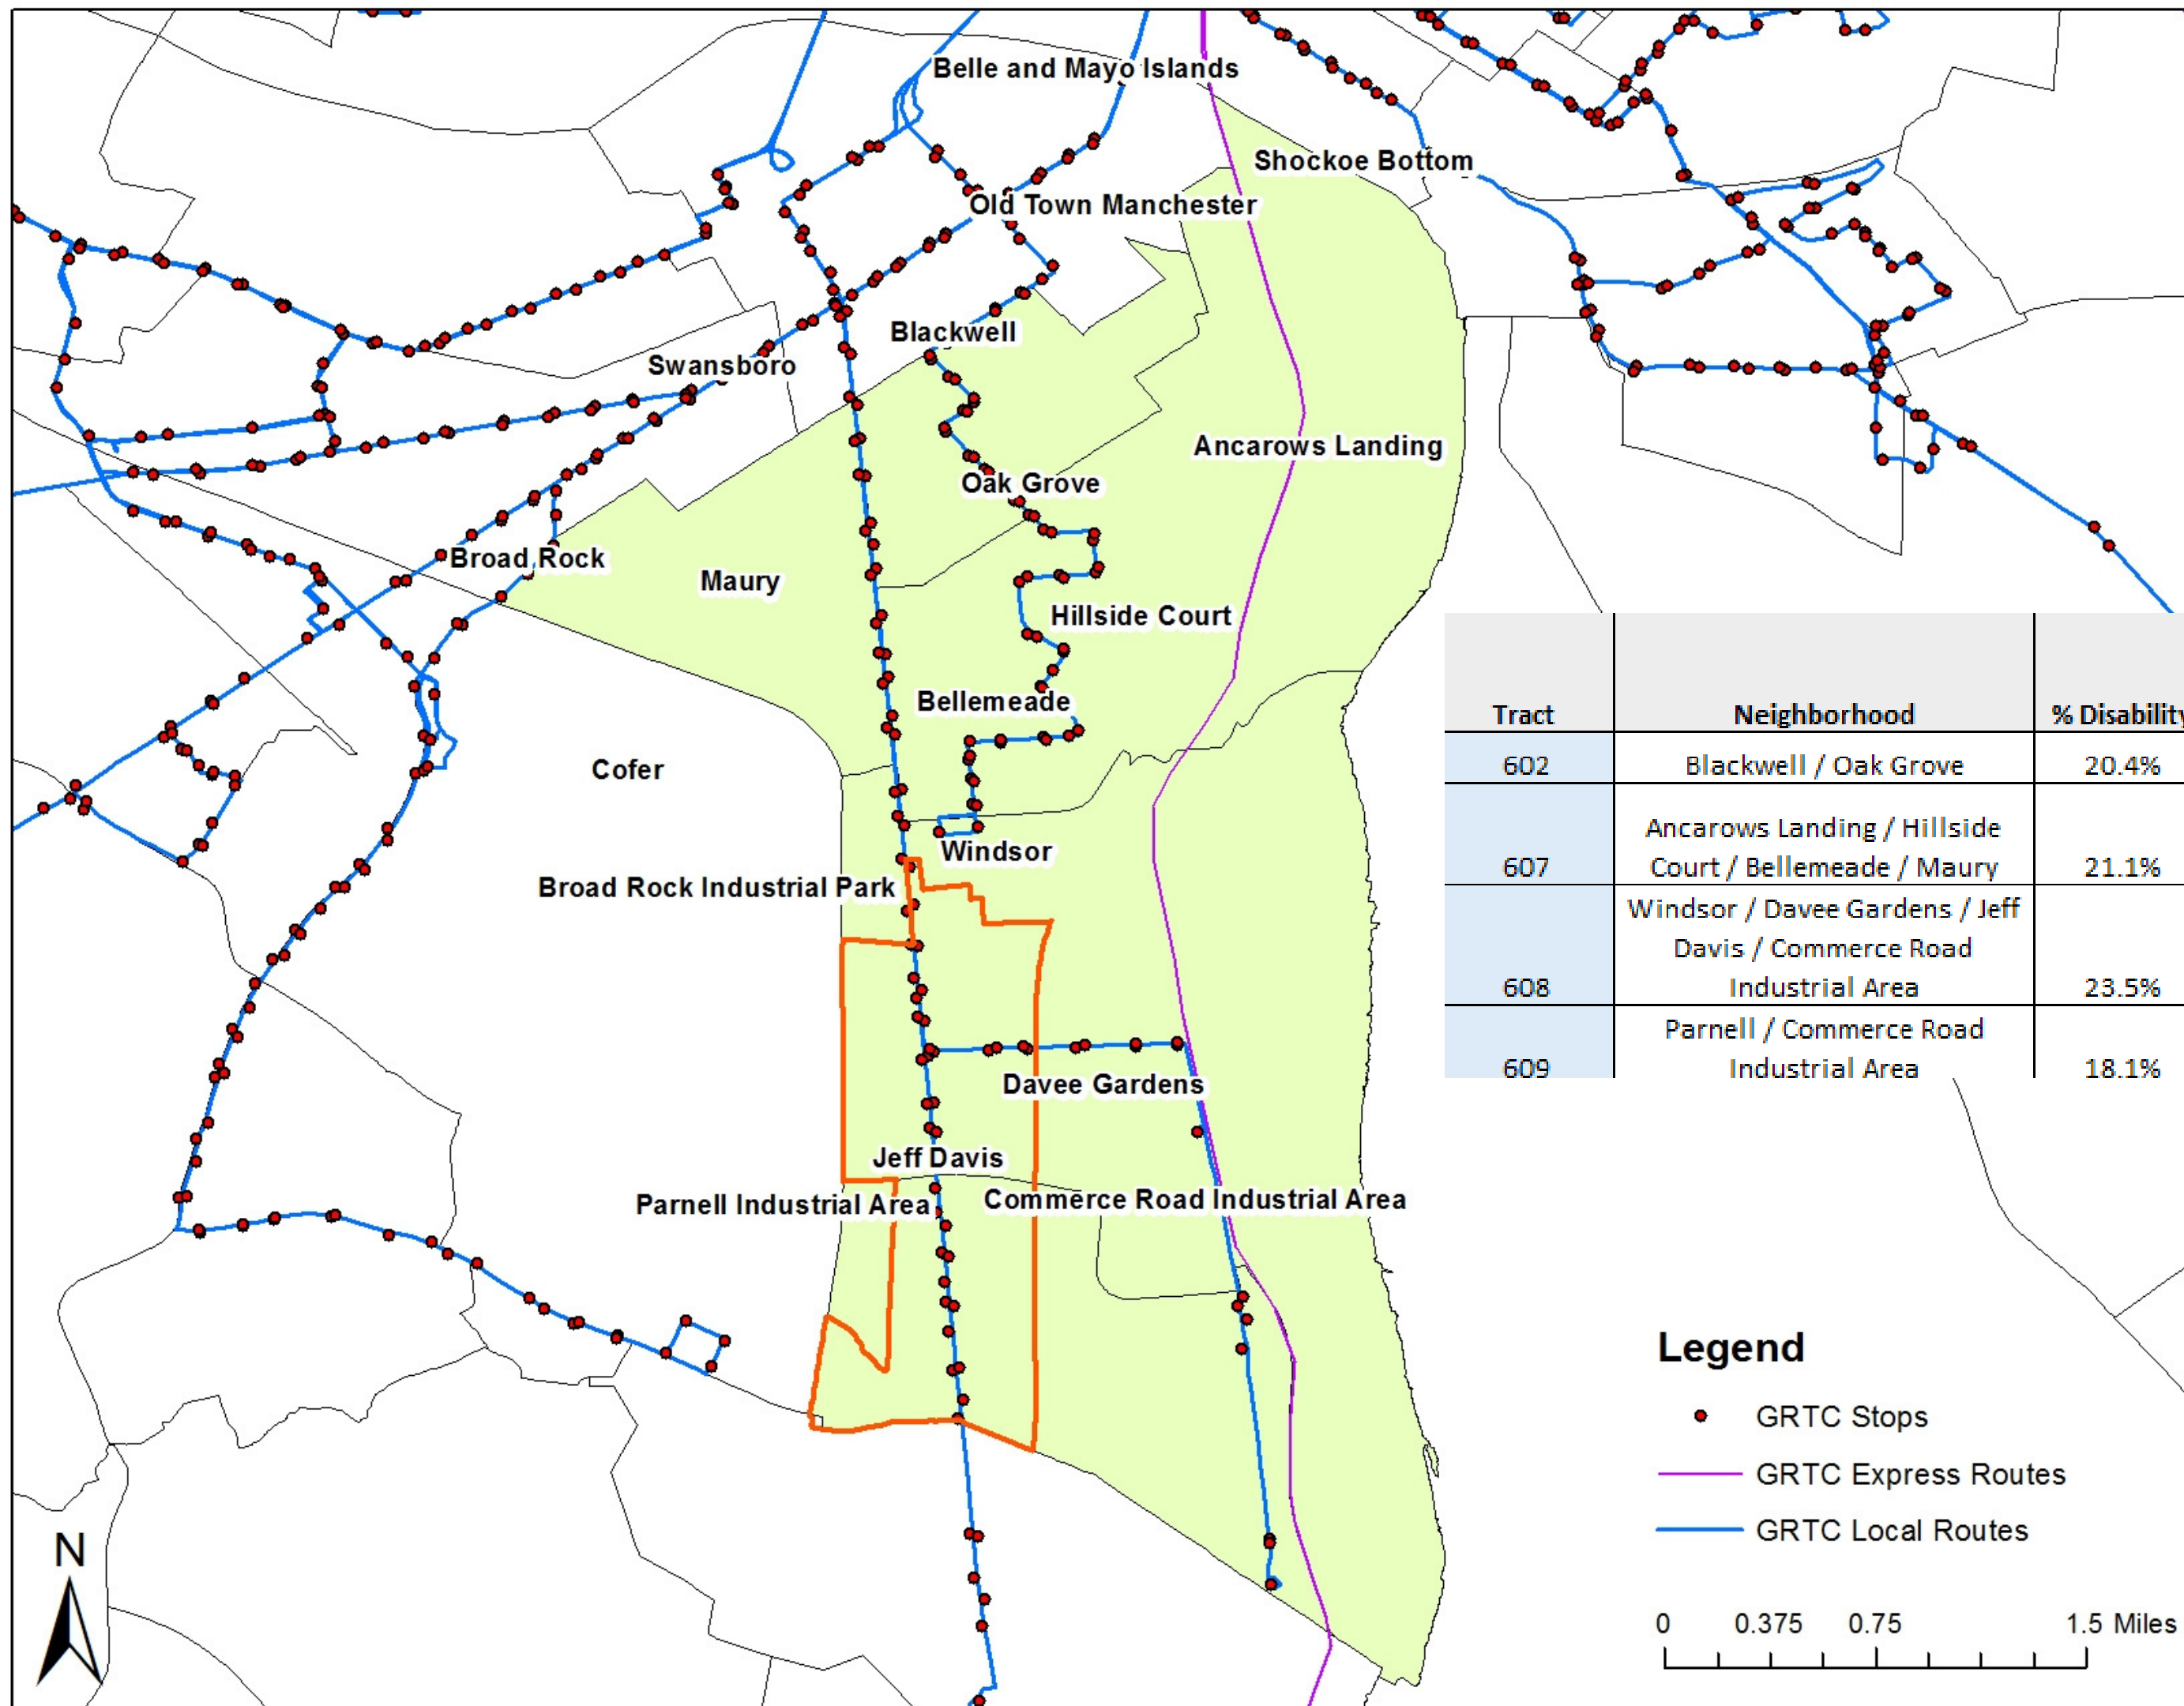 Belle and Mayo Islands
Shockoe Bottom
Old Town Manchester
Blackwell
Swansboro
Ancarows Landing
Oak Grove
Broad Rock
Maury
Hillside Court
Bellemeade
Cofer
Windsor
Broad Rock Industrial Park
Davee Gardens
Jeff Davis
Parnell Industrial Area
Commerce Road Industrial Area
Tract Neighborhood % Disability
602 Blackwell / Oak Grove 20.4%
Ancarows Landing / Hillside
607 Court / Bellemeade / Maury 21.1%
Windsor / Davee Gardens / Jeff
Davis / Commerce Road
608 Industrial Area 23.5%
Parnell / Commerce Road
609 Industrial Area 18.1%
Legend
GRTC Stops
GRTC Express Routes
GRTC Local Routes
N
0 0.375 0.75 1.5 Miles